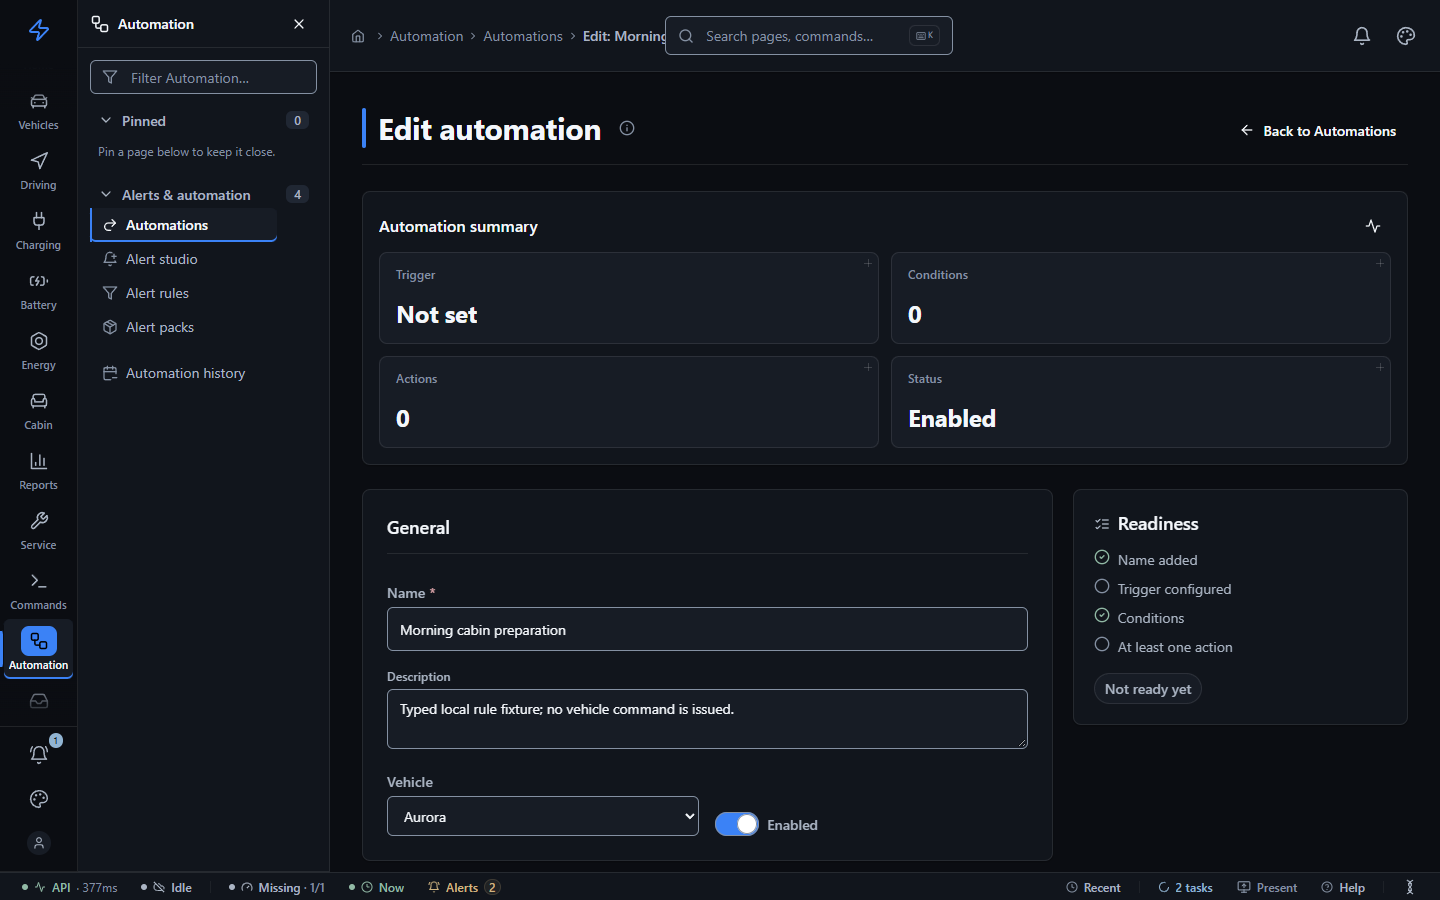 Automation
Automation
Automations
Edit: Morning
Search pages, commands...
K
Vehicles
Driving
Charging
Battery
Energy
Cabin
Reports
Service
Commands
Automation
1
Filter Automation...
Pinned
0
Pin a page below to keep it close.
Alerts & automation
4
Automations
Alert studio
Alert rules
Alert packs
Automation history
Edit automation
Back to Automations
Automation summary
Trigger
Not set
Conditions
0
Actions
0
Status
Enabled
General
Name *
Morning cabin preparation
Description
Typed local rule fixture; no vehicle command is issued.
Vehicle
Aurora
Enabled
Readiness
Name added
Trigger configured
Conditions
At least one action
Not ready yet
API · 377ms
Idle
Missing · 1/1
Now
Alerts 2
Recent
2 tasks
Present
Help